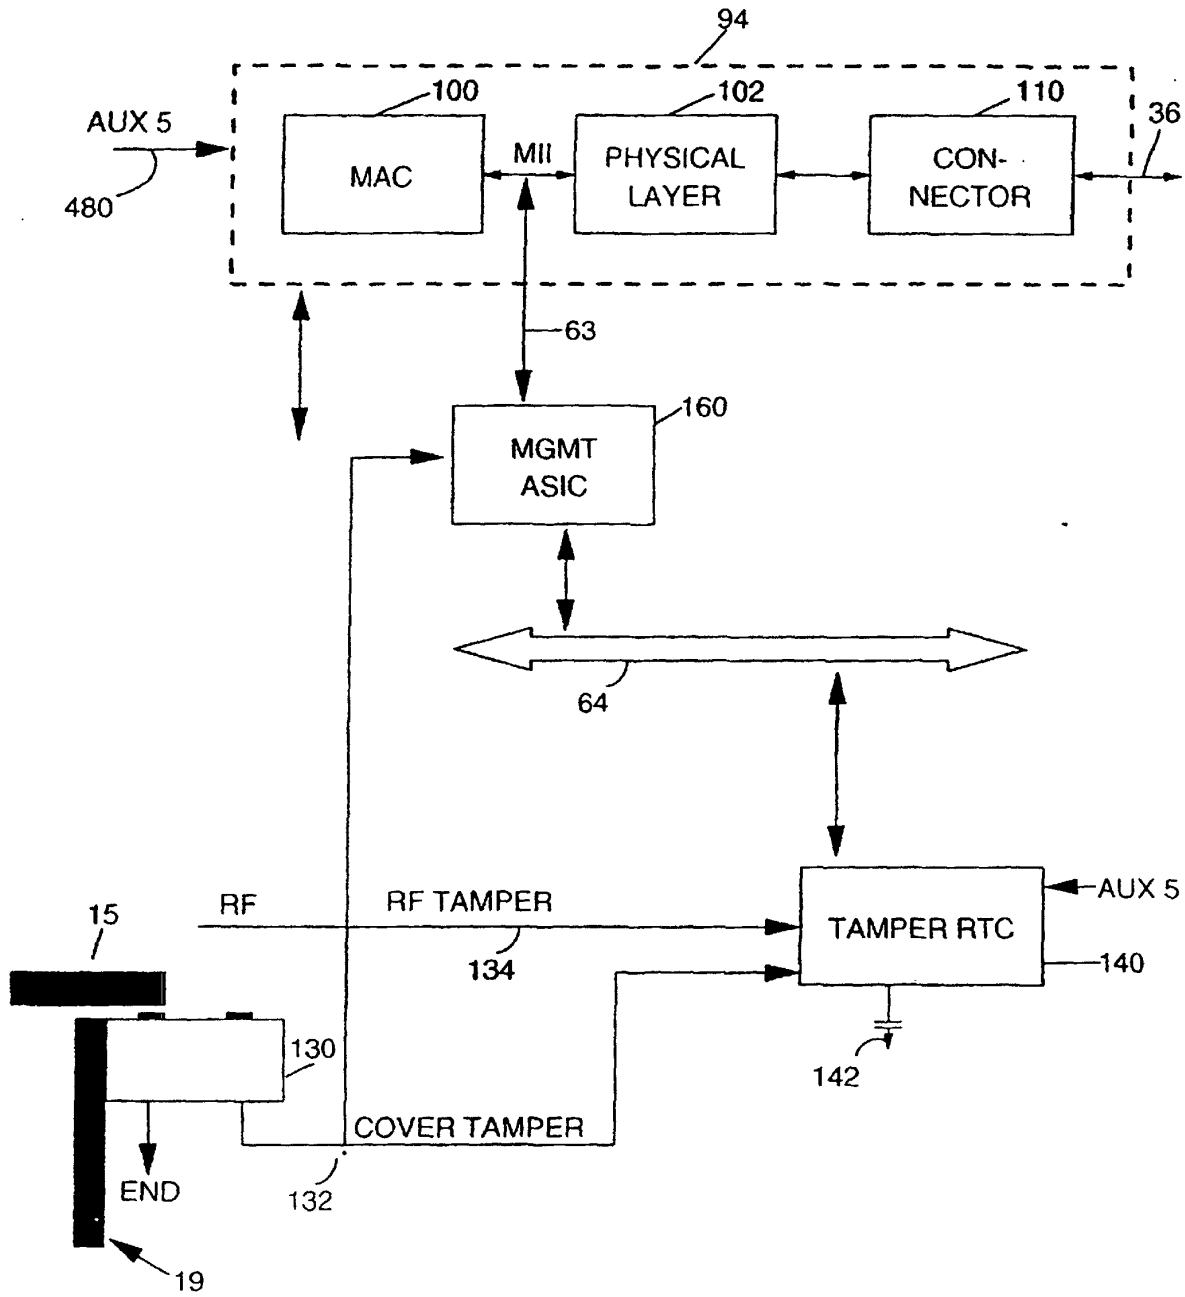 94
100
102
110
36
AUX 5
MAC
MII
PHYSICAL
LAYER
CON-
NECTOR
480
63
160
MGMT
ASIC
64
15
RF
RF TAMPER
134
TAMPER RTC
AUX 5
140
130
142
COVER TAMPER
END
132
19